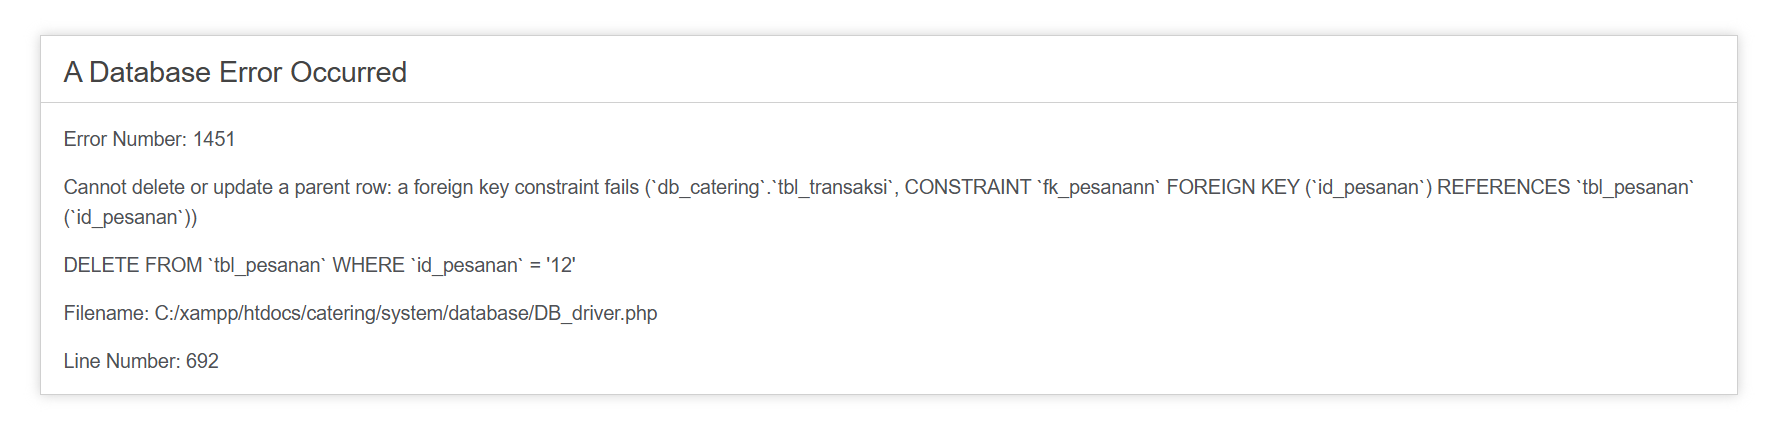 A Database Error Occurred
Error Number: 1451
Cannot delete or update a parent row: a foreign key constraint fails (`db_catering`.`tbl_transaksi`, CONSTRAINT `fk_pesanann` FOREIGN KEY (`id_pesanan`) REFERENCES `tbl_pesanan`
(`id_pesanan`))
DELETE FROM `tbl_pesanan` WHERE `id_pesanan` = '12'
Filename: C:/xampp/htdocs/catering/system/database/DB_driver.php
Line Number: 692